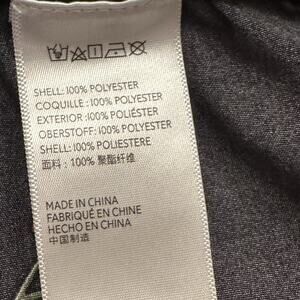 SHELL: 100% POLYESTER
COQUILLE : 100% POLYESTER
EXTERIOR :100% POLIÉSTER
OBERSTOFF: 100% POLYESTER
SHELL: 100% POLIESTERE
面料：100% 聚酯纤维
MADE IN CHINA
FABRIQUÉ EN CHINE
HECHO EN CHINA
中国制造